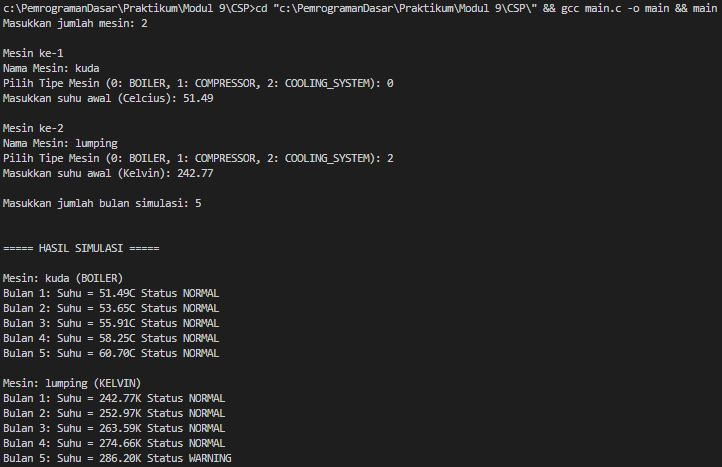 c:\PemrogramanDasar\Praktikum\Modul 9\CSP>cd "c:\PemrogramanDasar\Praktikum\Modul 9\CSP\" && gcc main.c -o main && main
Masukkan jumlah mesin: 2
Mesin ke-1
Nama Mesin: kuda
Pilih Tipe Mesin (0: BOILER, 1: COMPRESSOR, 2: COOLING_SYSTEM): 0
Masukkan suhu awal (Celcius): 51.49
Mesin ke-2
Nama Mesin: lumping
Pilih Tipe Mesin (0: BOILER, 1: COMPRESSOR, 2: COOLING_SYSTEM): 2
Masukkan suhu awal (Kelvin): 242.77
Masukkan jumlah bulan simulasi: 5
===== HASIL SIMULASI =====
Mesin: kuda (BOILER)
Bulan 1: Suhu = 51.49C Status NORMAL
Bulan 2: Suhu = 53.65C Status NORMAL
Bulan 3: Suhu = 55.91C Status NORMAL
Bulan 4: Suhu = 58.25C Status NORMAL
Bulan 5: Suhu = 60.70C Status NORMAL
Mesin: lumping (KELVIN)
Bulan 1: Suhu = 242.77K Status NORMAL
Bulan 2: Suhu = 252.97K Status NORMAL
Bulan 3: Suhu = 263.59K Status NORMAL
Bulan 4: Suhu = 274.66K Status NORMAL
Bulan 5: Suhu = 286.20K Status WARNING